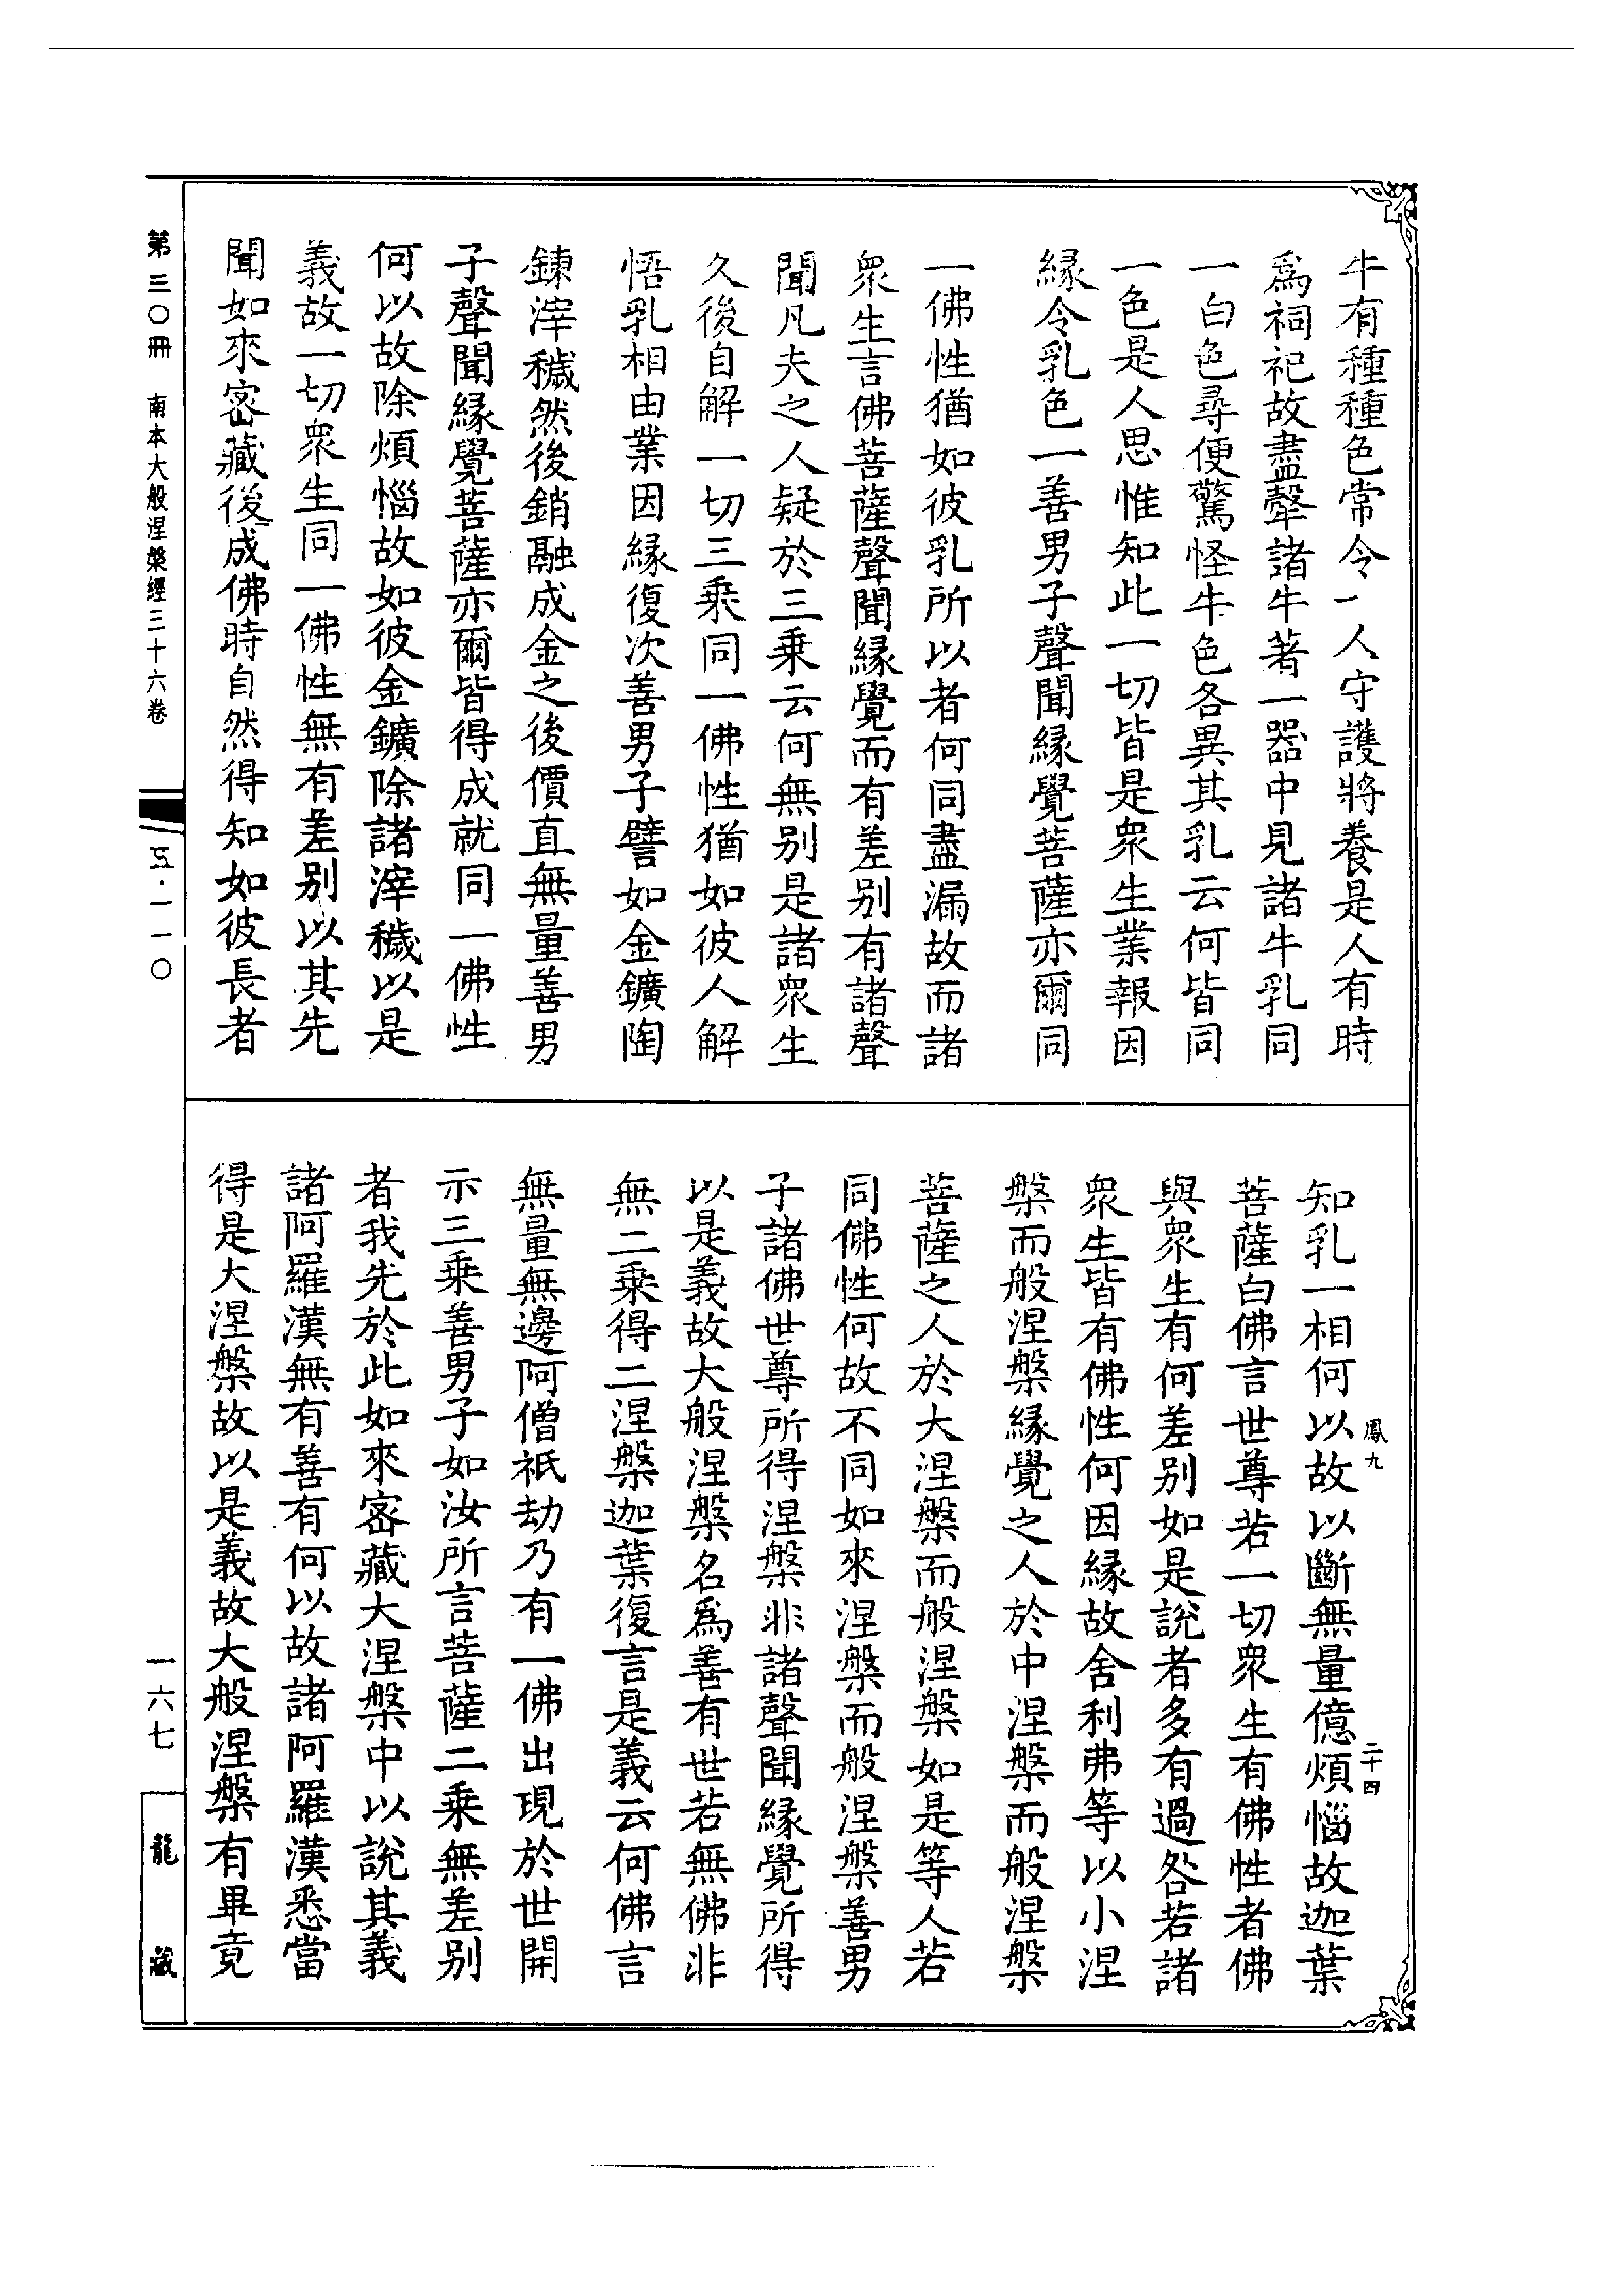 牛有種種色常令一人守護將養是人有時
爲祠祀故盡𤚲諸牛著一器中見諸牛乳同
一白色尋便驚怪牛色各異其乳云何皆同
一色是人思惟知此一切皆是衆生業報因
緣令乳色一善男子聲聞緣覺菩薩亦爾同
一佛性猶如彼乳所以者何同盡漏故而諸
衆生言佛菩薩聲聞緣覺而有差别有諸聲
聞凡夫之人疑於三乘云何無别是諸衆生
久後自解一切三乘同一佛性猶如彼人解
悟乳相由業因緣復次善男子譬如金鑛陶
鍊滓穢然後銷融成金之後價直無量善男
子聲聞緣覺菩薩亦爾皆得成就同一佛性
何以故除煩惱故如彼金鑛除諸滓穢以是
義故一切衆生同一佛性無有差别以其先
聞如來密藏後成佛時自然得知如彼長者
知乳一相何以故以斷無量億煩惱故迦葉
菩薩白佛言世尊若一切衆生有佛性者佛
與衆生有何差别如是說者多有過咎若諸
衆生皆有佛性何因緣故舍利弗等以小涅
槃而般涅槃緣覺之人於中涅槃而般涅槃
菩薩之人於大涅槃而般涅槃如是等人若
同佛性何故不同如來涅槃而般涅槃善男
子諸佛世尊所得涅槃非諸聲聞緣覺所得
以是義故大般涅槃名爲善有世若無佛非
無二乘得二涅槃迦葉復言是義云何佛言
無量無邊阿僧祇劫乃有一佛出現於世開
示三乘善男子如汝所言菩薩二乘無差别
者我先於此如來密藏大涅槃中以說其義
諸阿羅漢無有善有何以故諸阿羅漢悉當
得是大涅槃故以是義故大般涅槃有畢竟
鳳九
二十四
第三〇冊 南本大般涅槃經三十六卷
五·一一〇
一六七
龍藏